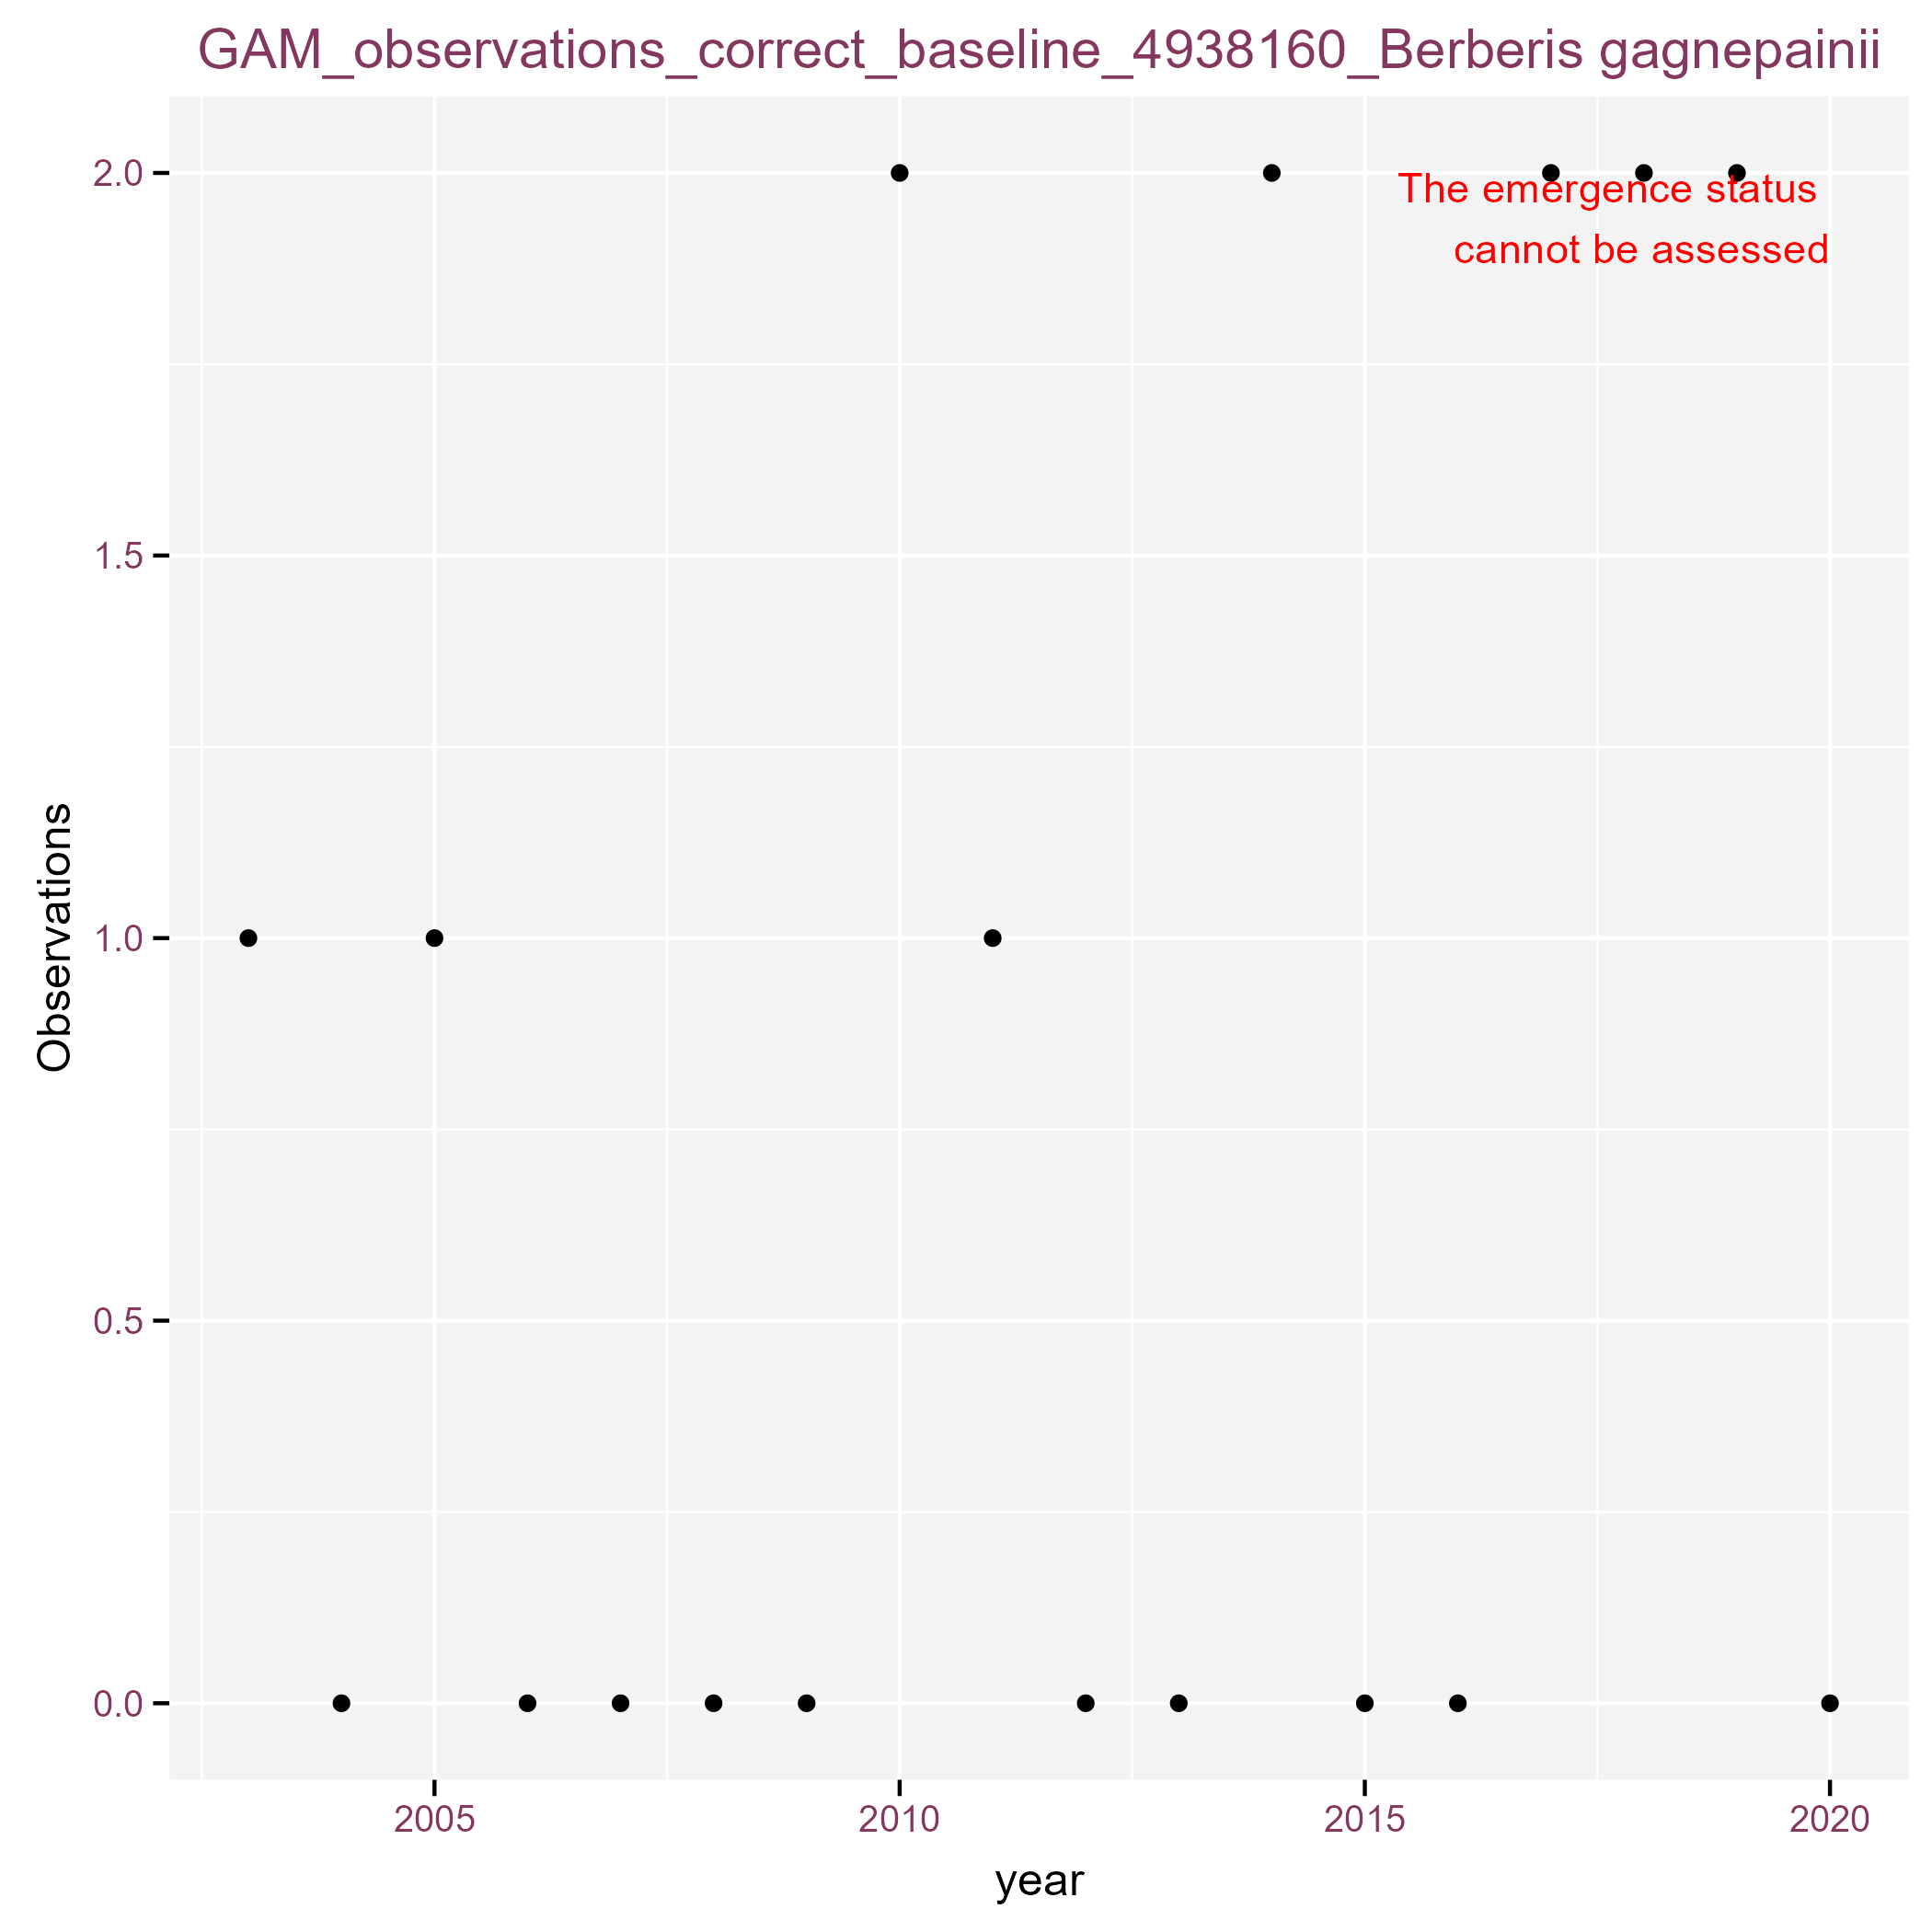 GAM_observations_correct_baseline_4938160_Berberis gagnepainii
2.0
The emergence status
cannot be assessed
1.5
1.0
0.5
0.0
Observations
2005 2010 2015 2020
year